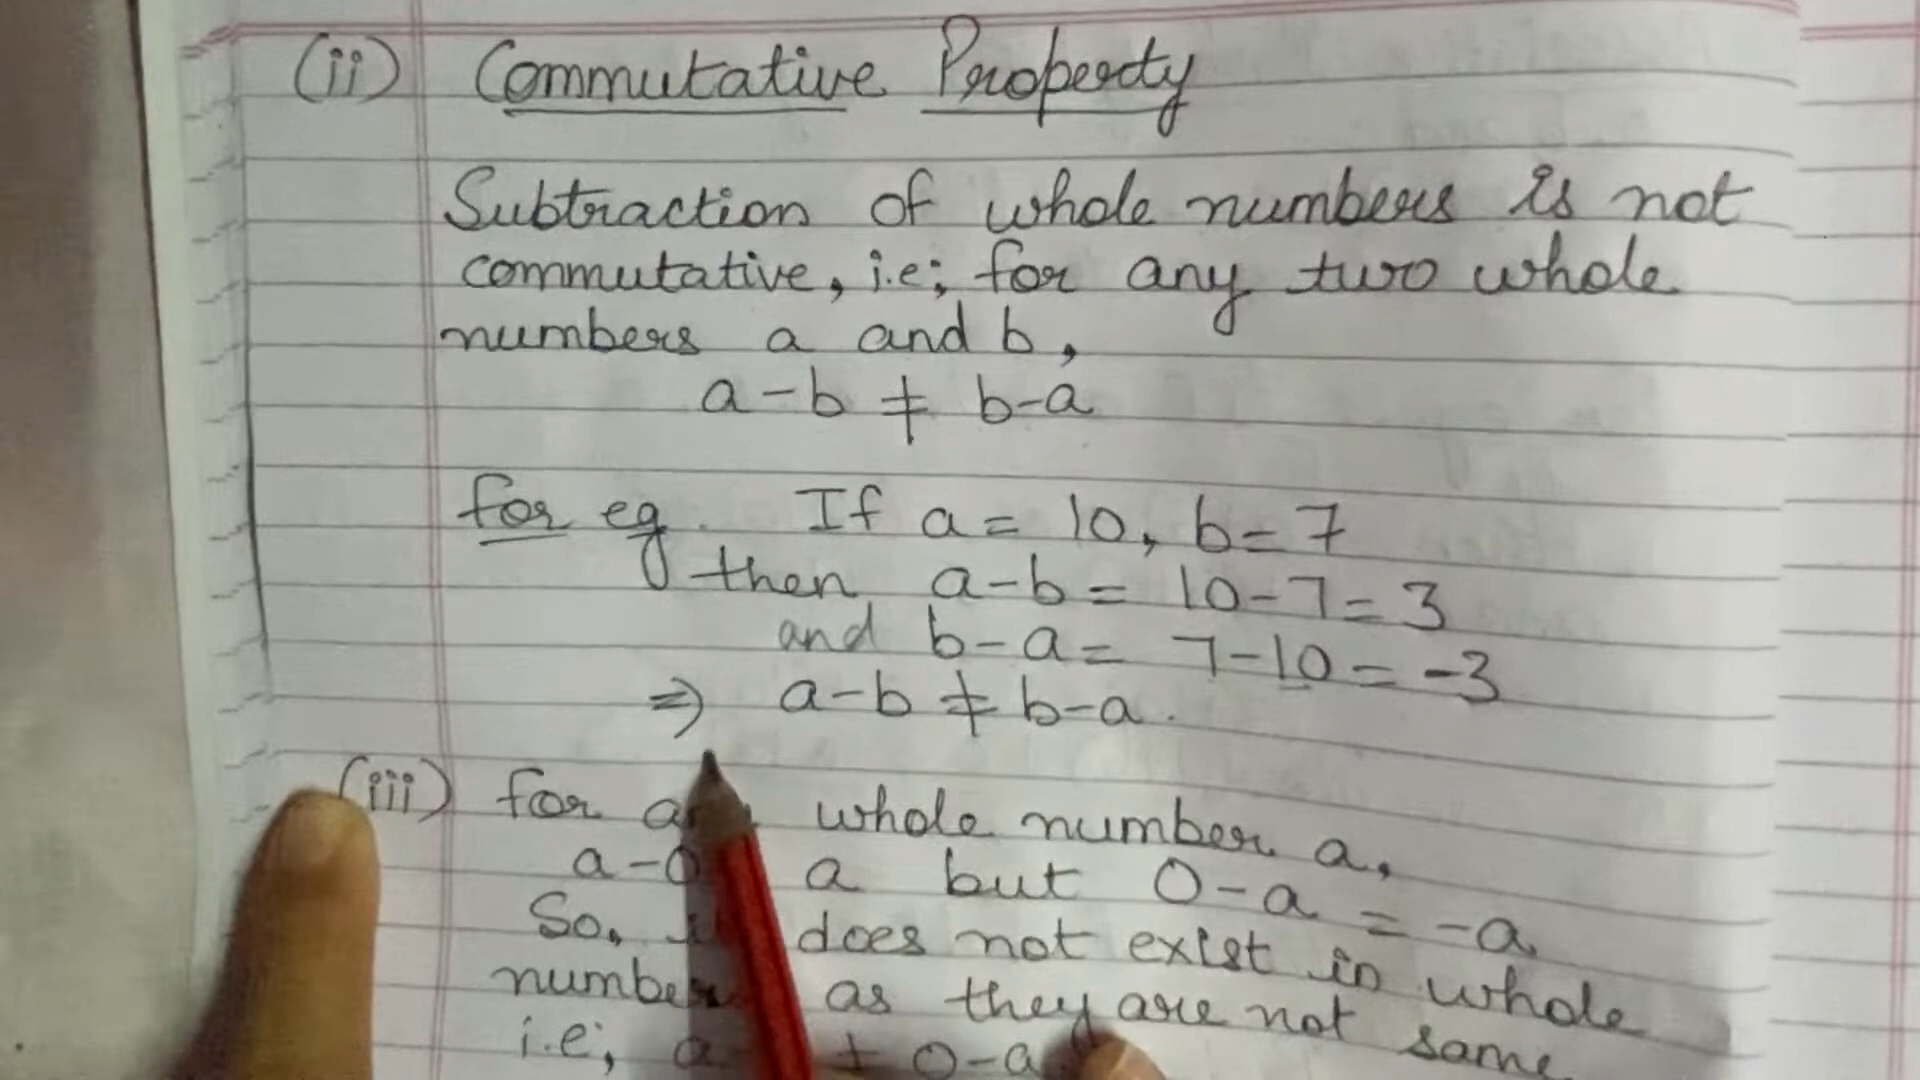 (ii) Commutative Property
Subtraction of whole numbers is not
commutative, i.e; for any two whole
numbers a and b,
a-b ≠ b-a
for eg. If a = 10, b = 7
then a-b = 10-7 = 3
and b-a = 7-10 = -3
⇒ a-b ≠ b-a.
(iii) for whole number a,
a-0 a but 0-a = -a.
So, does not exist in whole
number as they are not same
i.e; a ≠ 0-a